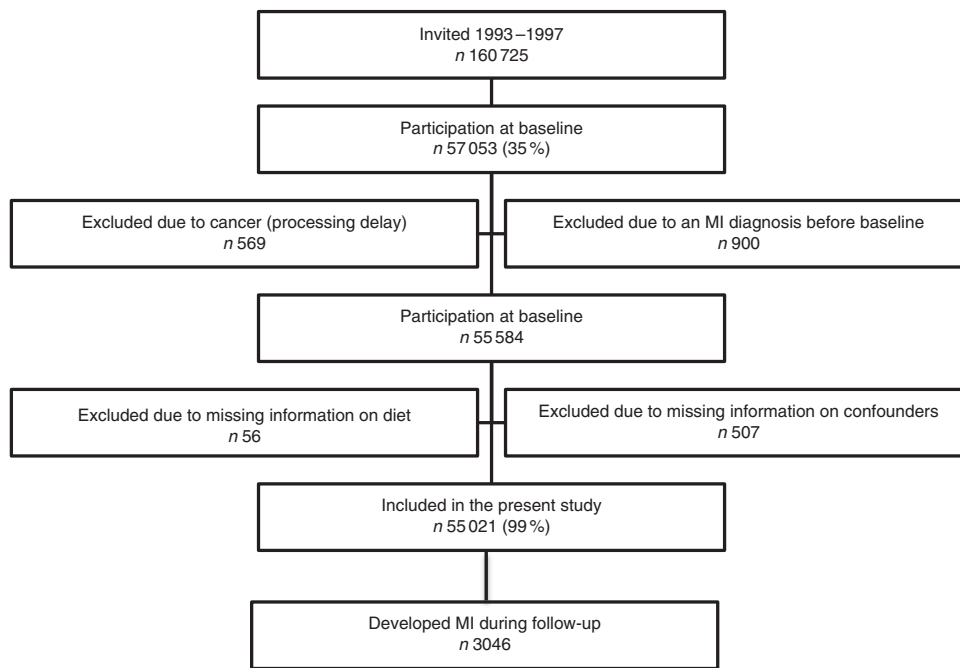 Invited 1993–1997
n 160 725
Participation at baseline
n 57 053 (35 %)
Excluded due to cancer (processing delay)
n 569
Excluded due to an MI diagnosis before baseline
n 900
Participation at baseline
n 55 584
Excluded due to missing information on diet
n 56
Excluded due to missing information on confounders
n 507
Included in the present study
n 55 021 (99 %)
Developed MI during follow-up
n 3046